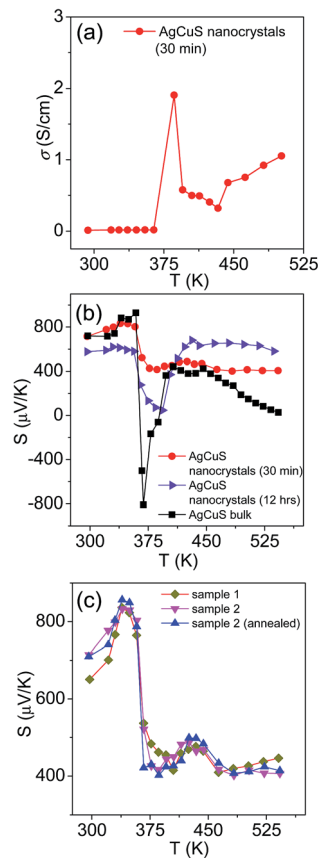 (a)
AgCuS nanocrystals
(30 min)
3
2
1
0
σ(S/cm)
300 375 450 525
T (K)
(b)
800
400
0
-400
-800
S (μV/K)
AgCuS
nanocrystals (30 min)
AgCuS
nanocrystals (12 hrs)
AgCuS bulk
300 375 450 525
T (K)
(c)
sample 1
sample 2
sample 2 (annealed)
800
600
400
S (μV/K)
300 375 450 525
T (K)